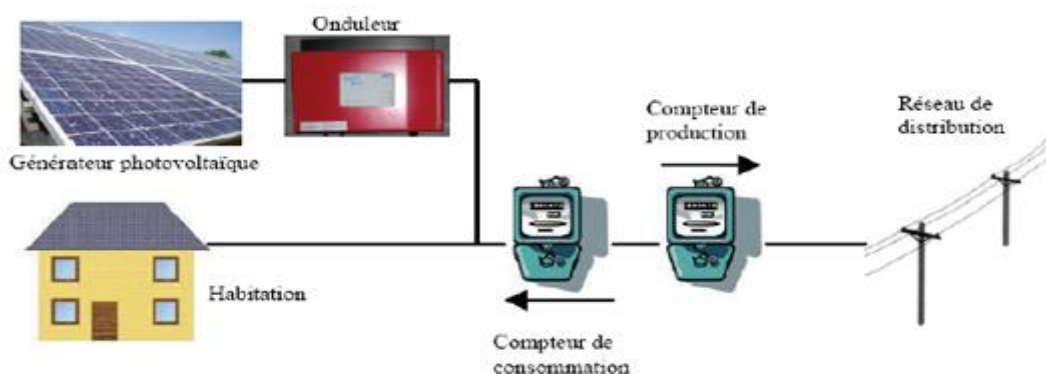 Onduleur
Générateur photovoltaïque
Compteur de
production
Réseau de
distribution
Habitation
Compteur de
consommation